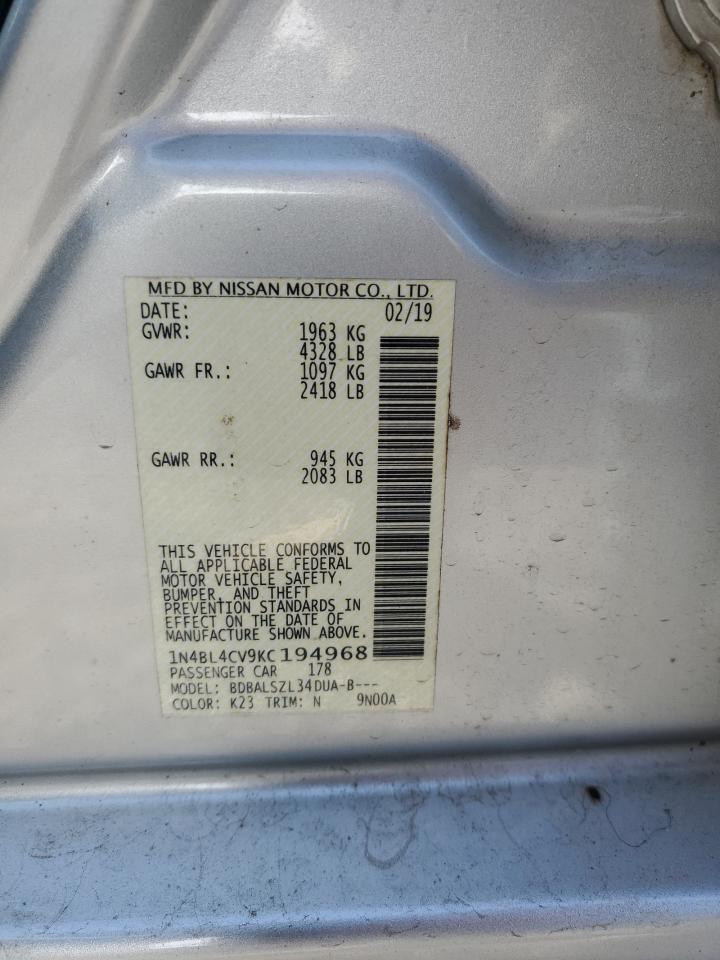 MFD BY NISSAN MOTOR CO., LTD.
DATE: 02/19
GVWR: 1963 KG
4328 LB
GAWR FR.: 1097 KG
2418 LB
GAWR RR.: 945 KG
2083 LB
THIS VEHICLE CONFORMS TO
ALL APPLICABLE FEDERAL
MOTOR VEHICLE SAFETY,
BUMPER, AND THEFT
PREVENTION STANDARDS IN
EFFECT ON THE DATE OF
MANUFACTURE SHOWN ABOVE.
1N4BL4CV9KC194968
PASSENGER CAR 178
MODEL: BDBALSZL34DUA-B---
COLOR: K23 TRIM: N 9N00A